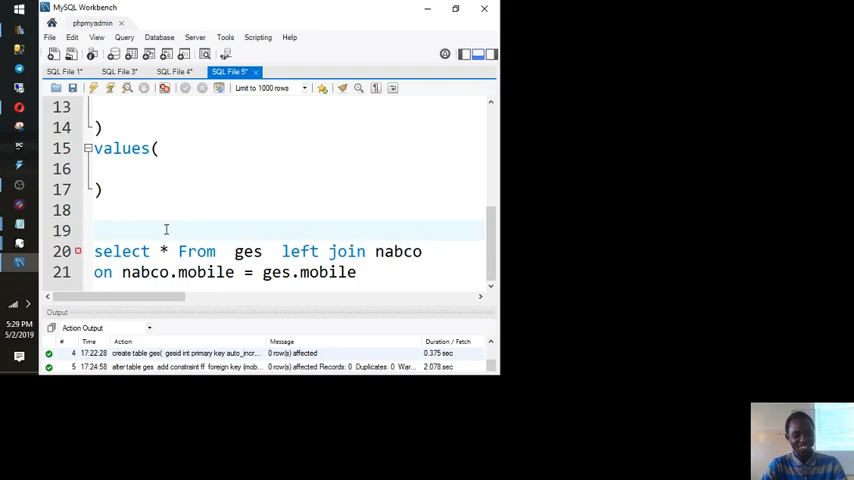 MySQL Workbench
phpmyadmin ×
File Edit View Query Database Server Tools Scripting Help
SQL File 1* SQL File 3* SQL File 4* SQL File 5* ×
Limit to 1000 rows
13
14 )
15 values(
16
17 )
18
19
20 select * From ges left join nabco
21 on nabco.mobile = ges.mobile
Output
Action Output
# Time Action Message Duration / Fetch
4 17:22:28 create table ges( gesid int primary key auto_incr... 0 row(s) affected 0.375 sec
5 17:24:58 alter table ges add constraint ff foreign key (mob... 0 row(s) affected Records: 0 Duplicates: 0 War... 2.078 sec
5:29 PM
5/2/2019